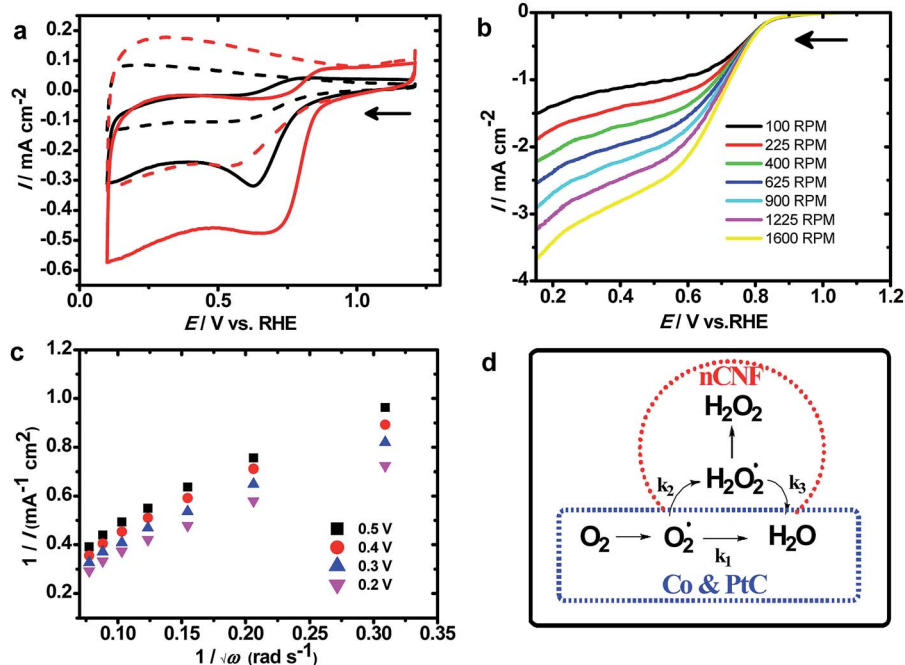 a
0.2
0.1
0.0
-0.1
-0.2
-0.3
-0.4
-0.5
-0.6
I / mA cm-2
0.0
0.5
1.0
E / V vs. RHE
b
0
-1
-2
-3
-4
I / mA cm-2
100 RPM
225 RPM
400 RPM
625 RPM
900 RPM
1225 RPM
1600 RPM
0.2
0.4
0.6
0.8
1.0
1.2
E / V vs.RHE
c
1.2
1.0
0.8
0.6
0.4
0.2
1 / I / (mA-1 cm2)
0.5 V
0.4 V
0.3 V
0.2 V
0.10
0.15
0.20
0.25
0.30
0.35
1 / √ω (rad s-1)
d
nCNF
H2O2
H2O2•
k2
k3
O2
O2•
H2O
k1
Co & PtC